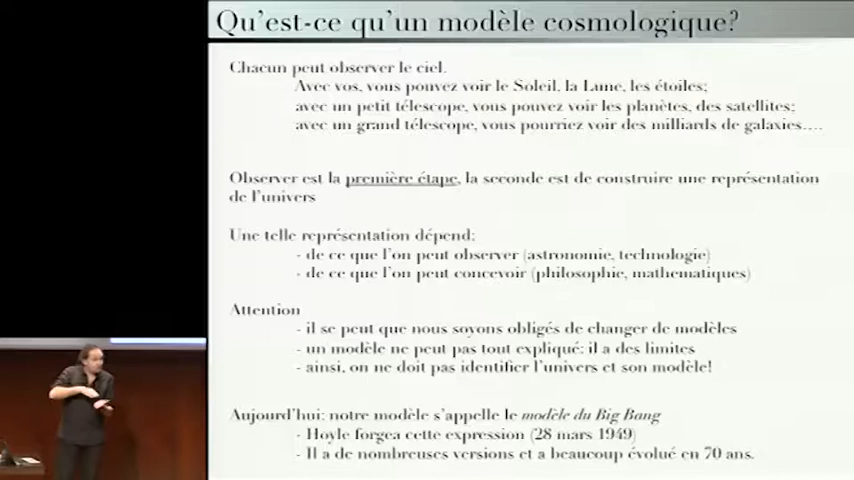 Qu'est-ce qu'un modèle cosmologique?
Chacun peut observer le ciel.
Avec vos, vous pouvez voir le Soleil, la Lune, les étoiles;
avec un petit télescope, vous pouvez voir les planètes, des satellites;
avec un grand télescope, vous pourriez voir des milliards de galaxies....
Observer est la première étape, la seconde est de construire une représentation
de l'univers
Une telle représentation dépend:
- de ce que l'on peut observer (astronomie, technologie)
- de ce que l'on peut concevoir (philosophie, mathematiques)
Attention
- il se peut que nous soyons obligés de changer de modèles
- un modèle ne peut pas tout expliqué: il a des limites
- ainsi, on ne doit pas identifier l'univers et son modèle!
Aujourd'hui: notre modèle s'appelle le modèle du Big Bang
- Hoyle forgea cette expression (28 mars 1949)
- Il a de nombreuses versions et a beaucoup évolué en 70 ans.